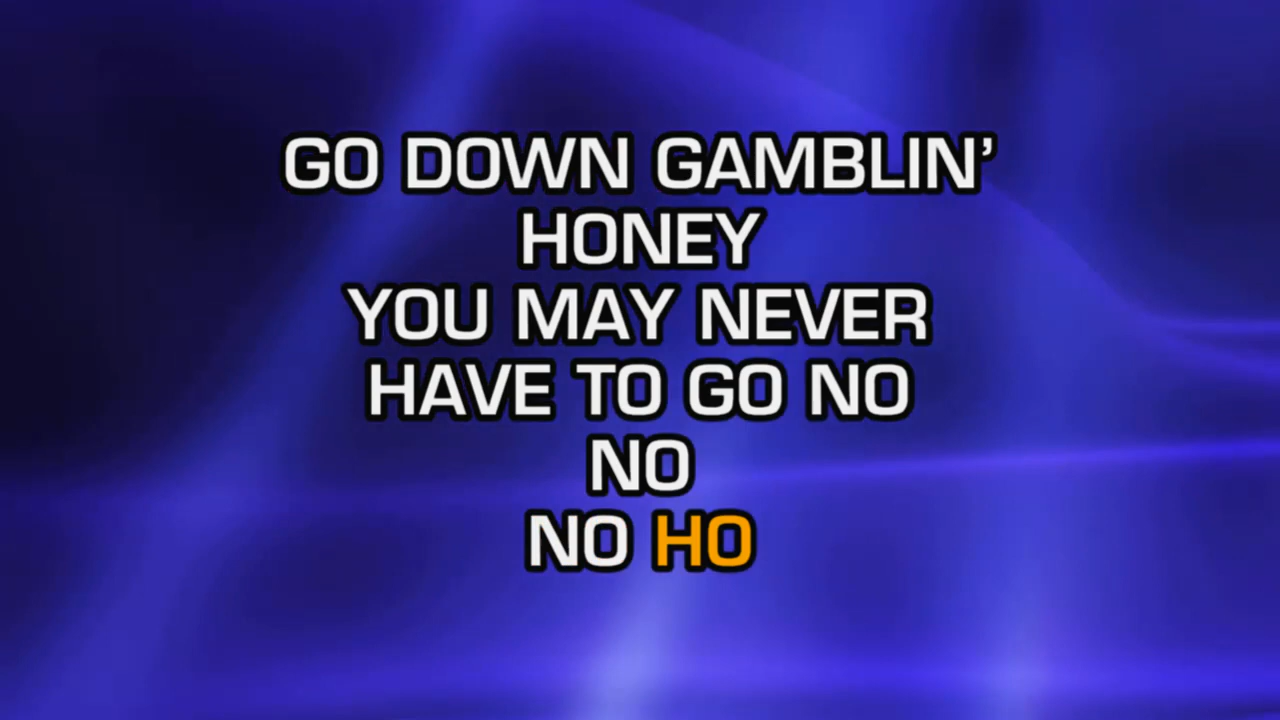 GO DOWN GAMBLIN’
HONEY
YOU MAY NEVER
HAVE TO GO NO
NO
NO HO